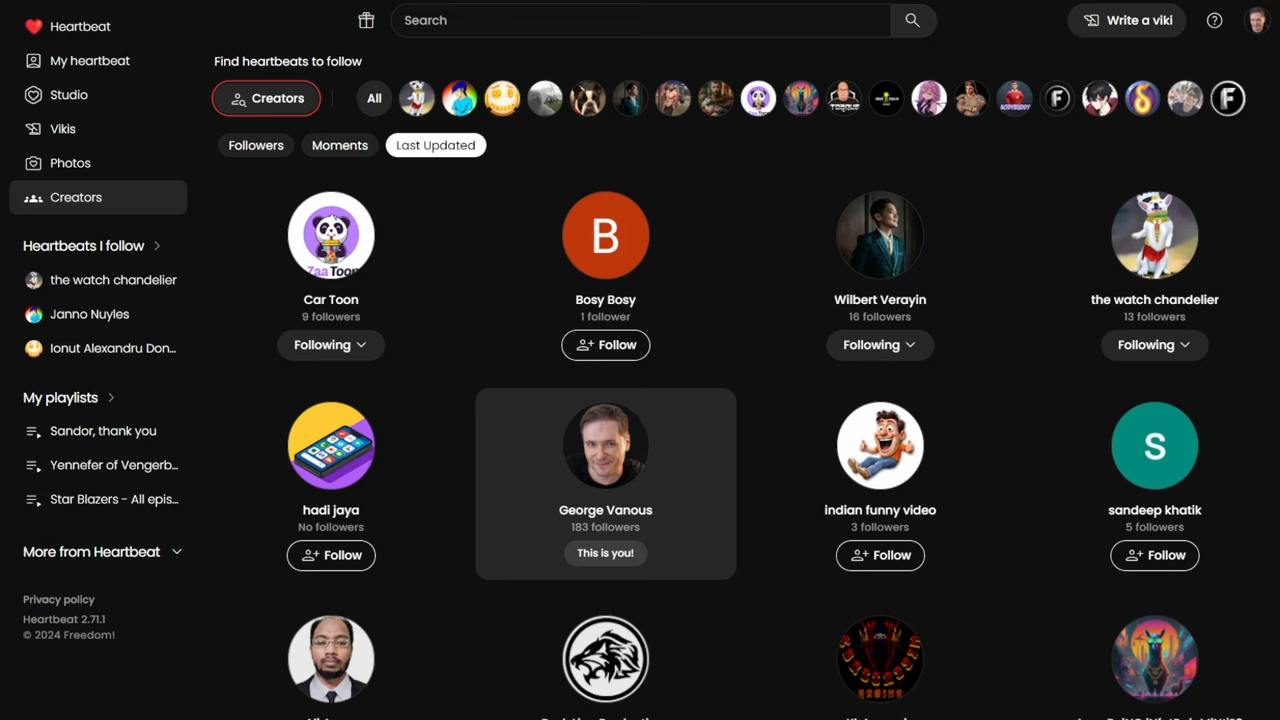 Heartbeat
Search
Write a viki
My heartbeat
Studio
Vikis
Photos
Creators
Heartbeats I follow
the watch chandelier
Janno Nuyles
Ionut Alexandru Don...
My playlists
Sandor, thank you
Yennefer of Vengerb...
Star Blazers - All epis...
More from Heartbeat
Privacy policy
Heartbeat 2.71.1
© 2024 Freedom!
Find heartbeats to follow
Creators
All
TORQUE
BODYBUDDY
F
F
Followers
Moments
Last Updated
ZaaToon
B
Car Toon
Bosy Bosy
Wilbert Verayin
the watch chandelier
9 followers
1 follower
16 followers
13 followers
Following
Follow
Following
Following
S
hadi jaya
George Vanous
indian funny video
sandeep khatik
No followers
183 followers
3 followers
5 followers
Follow
This is you!
Follow
Follow